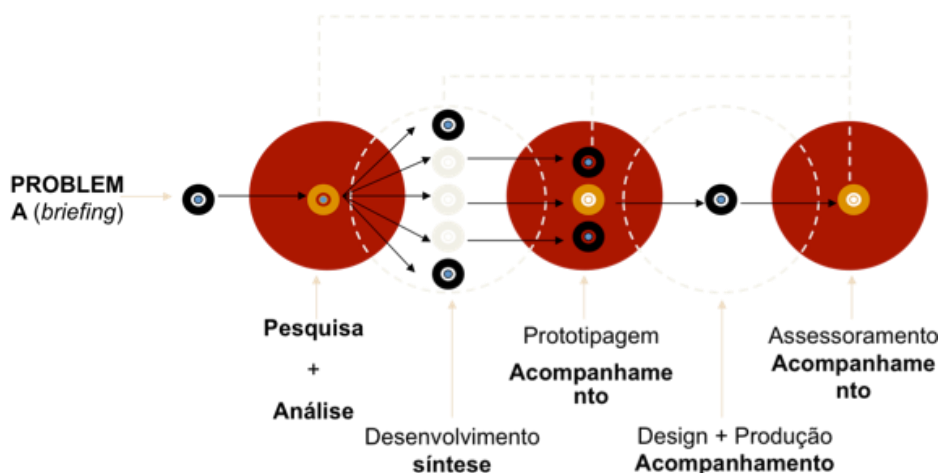 PROBLEM
A (briefing)
Pesquisa
+
Análise
Desenvolvimento
síntese
Prototipagem
Acompanhame
nto
Design + Produção
Acompanhamento
Assessoramento
Acompanhame
nto